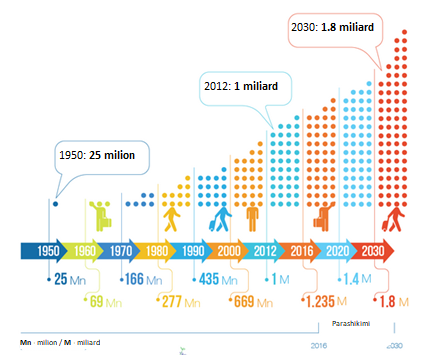 2030: 1.8 miliard
2012: 1 miliard
1950: 25 milion
1950 1960 1970 1980 1990 2000 2012 2016 2020 2030
25 Mn 166 Mn 435 Mn 1 M 1.4 M
69 Mn 277 Mn 669 Mn 1.235 M 1.8 M
Parashikimi
Mn - milion / M - miliard
2016 2030